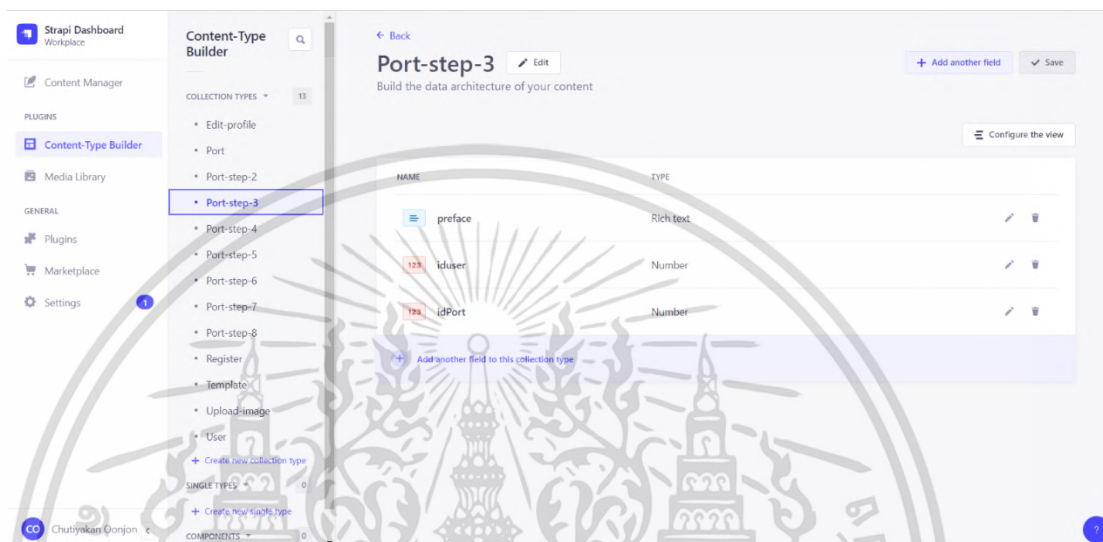 Strapi Dashboard
Workplace
Content Manager
PLUGINS
Content-Type Builder
Media Library
GENERAL
Plugins
Marketplace
Settings
1
Chutiyakan Oonjon
CO
Content-Type
Builder
COLLECTION TYPES
13
Edit-profile
Port
Port-step-2
Port-step-3
Port-step-4
Port-step-5
Port-step-6
Port-step-7
Port-step-8
Register
Template
Upload-image
User
+ Create new collection type
SINGLE TYPES
0
+ Create new single type
COMPONENTS
0
← Back
Port-step-3
Edit
Build the data architecture of your content
+ Add another field
Save
Configure the view
NAME TYPE
preface Rich text
123 iduser Number
123 idPort Number
+ Add another field to this collection type
?